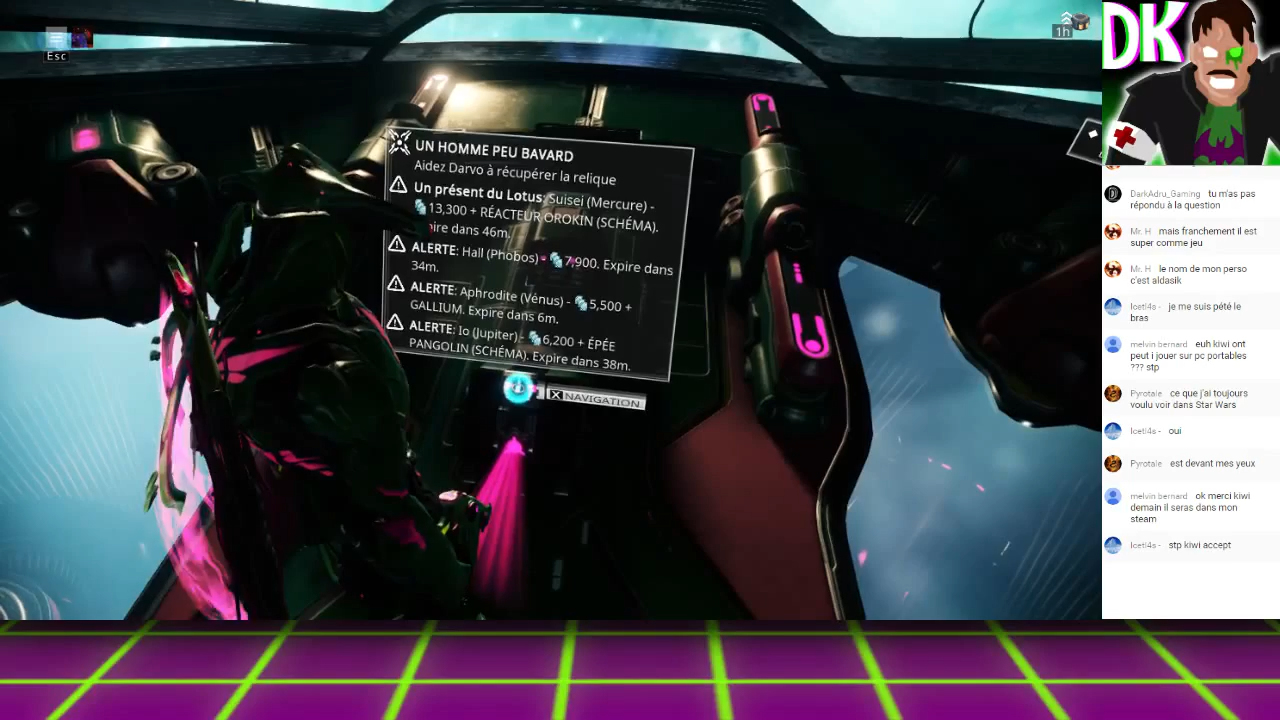 Esc
1h
DK
UN HOMME PEU BAVARD
Aidez Darvo à récupérer la relique
Un présent du Lotus: Suisei (Mercure) -
13,300 + RÉACTEUR OROKIN (SCHÉMA).
ire dans 46m.
ALERTE: Hall (Phobos) - 7,900. Expire dans
34m.
ALERTE: Aphrodite (Vénus) - 5,500 +
GALLIUM. Expire dans 6m.
ALERTE: Io (Jupiter) - 6,200 + ÉPÉE
PANGOLIN (SCHÉMA). Expire dans 38m.
X NAVIGATION
DarkAdru_Gaming tu m'as pas
répondu à la question
Mr. H mais franchement il est
super comme jeu
Mr. H le nom de mon perso
c'est aldasik
Icetl4s - je me suis pété le
bras
melvin bernard euh kiwi ont
peut i jouer sur pc portables
??? stp
Pyrotale ce que j'ai toujours
voulu voir dans Star Wars
Icetl4s - oui
Pyrotale est devant mes yeux
melvin bernard ok merci kiwi
demain il seras dans mon
steam
Icetl4s - stp kiwi accept